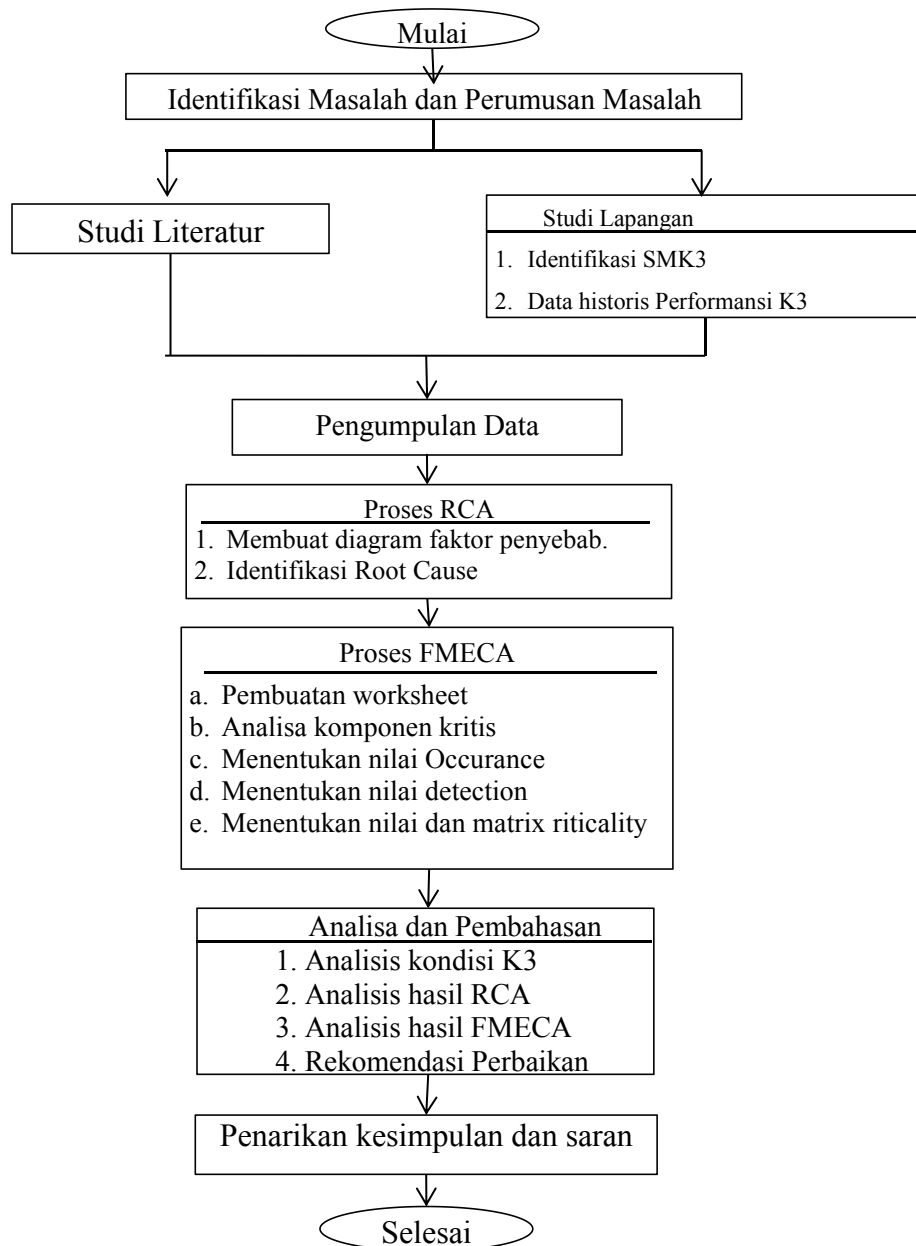 Mulai
Identifikasi Masalah dan Perumusan Masalah
Studi Literatur
Studi Lapangan
1. Identifikasi SMK3
2. Data historis Performansi K3
Pengumpulan Data
Proses RCA
1. Membuat diagram faktor penyebab.
2. Identifikasi Root Cause
Proses FMECA
a. Pembuatan worksheet
b. Analisa komponen kritis
c. Menentukan nilai Occurance
d. Menentukan nilai detection
e. Menentukan nilai dan matrix riticality
Analisa dan Pembahasan
1. Analisis kondisi K3
2. Analisis hasil RCA
3. Analisis hasil FMECA
4. Rekomendasi Perbaikan
Penarikan kesimpulan dan saran
Selesai